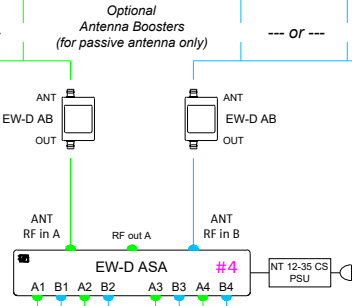 Optional
Antenna Boosters
(for passive antenna only)
--- or ---
ANT
EW-D AB
OUT
ANT
EW-D AB
OUT
ANT
RF in A
RF out A
ANT
RF in B
EW-D ASA
#4
NT 12-35 CS
PSU
A1 B1 A2 B2 A3 B3 A4 B4